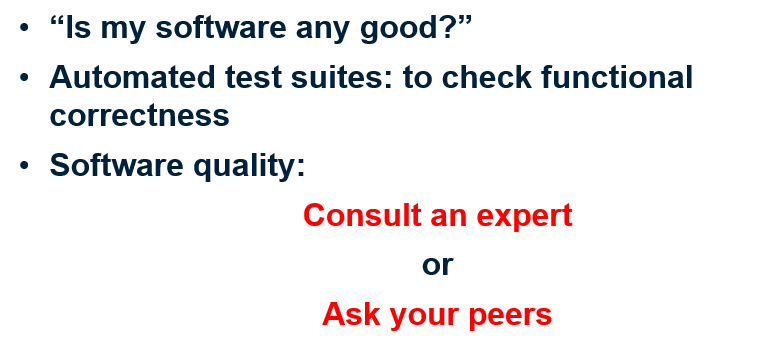 • “Is my software any good?”
• Automated test suites: to check functional
correctness
• Software quality:
Consult an expert
or
Ask your peers